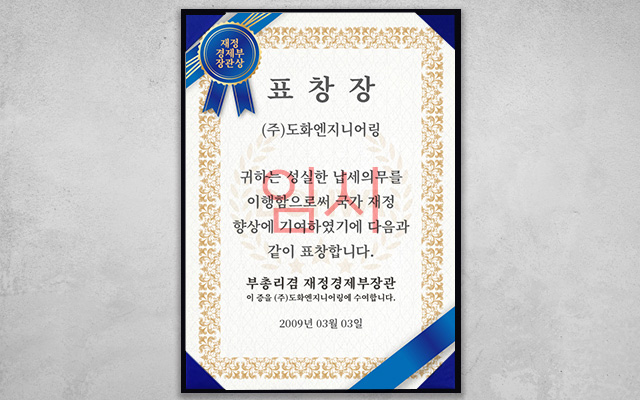 재정
경제부
장관상
표창장
(주)도화엔지니어링
귀하는 성실한 납세의무를
이행함으로써 국가 재정
향상에 기여하였기에 다음과
같이 표창합니다.
임시
부총리겸 재정경제부장관
이 증을 (주)도화엔지니어링에 수여합니다.
2009년 03월 03일